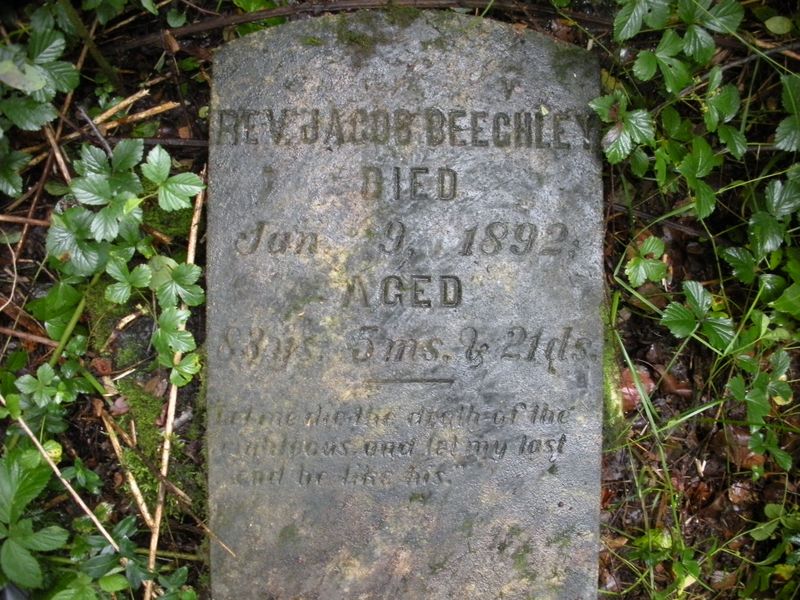 REV. JACOB BEEGHLEY
DIED
Jan. 9, 1892,
AGED
83 ys. 5 ms. & 21 ds.
Let me die the death of the
righteous, and let my last
end be like his."